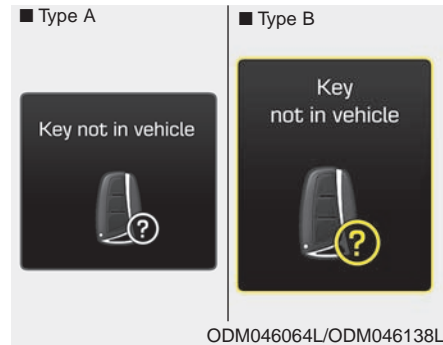 ■ Type A
Key not in vehicle
?
■ Type B
Key
not in vehicle
?
ODM046064L/ODM046138L